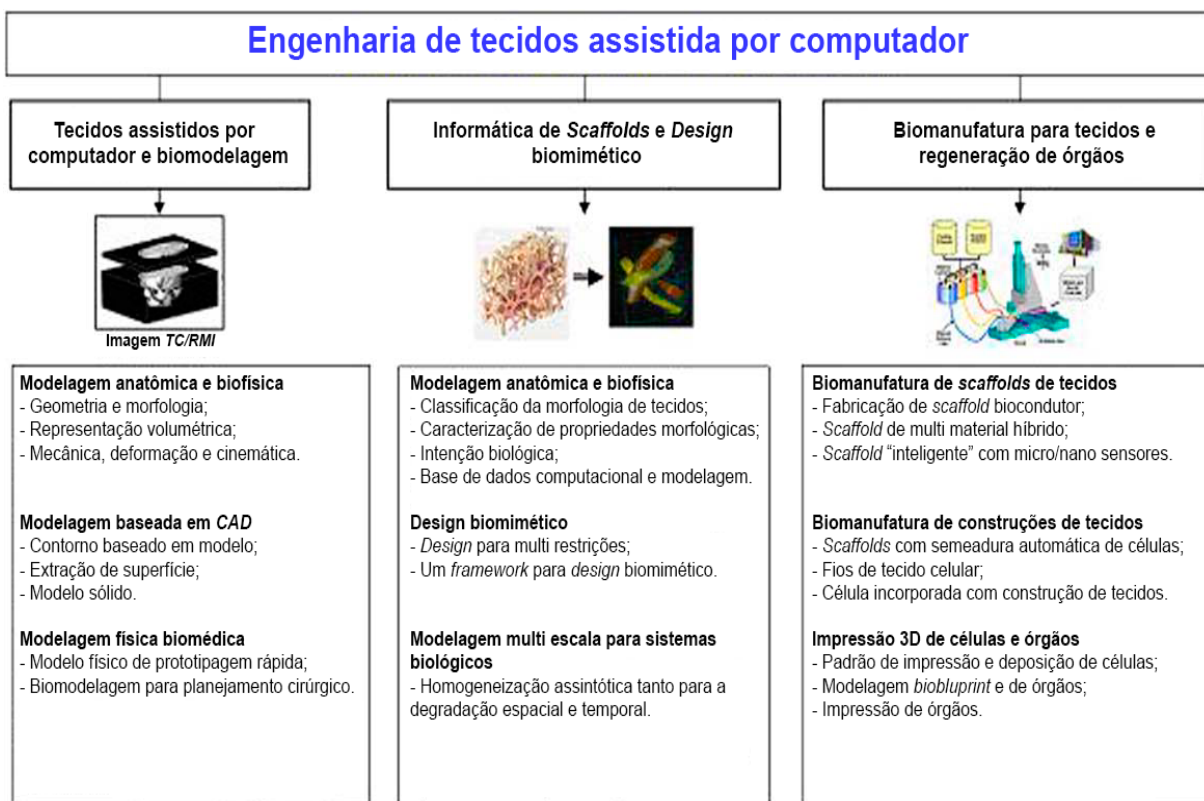 Engenharia de tecidos assistida por computador
Tecidos assistidos por
computador e biomodelagem
Informática de Scaffolds e Design
biomimético
Biomanufatura para tecidos e
regeneração de órgãos
Imagem TC/RMI
Modelagem anatômica e biofísica
- Geometria e morfologia;
- Representação volumétrica;
- Mecânica, deformação e cinemática.
Modelagem baseada em CAD
- Contorno baseado em modelo;
- Extração de superfície;
- Modelo sólido.
Modelagem física biomédica
- Modelo físico de prototipagem rápida;
- Biomodelagem para planejamento cirúrgico.
Modelagem anatômica e biofísica
- Classificação da morfologia de tecidos;
- Caracterização de propriedades morfológicas;
- Intenção biológica;
- Base de dados computacional e modelagem.
Design biomimético
- Design para multi restrições;
- Um framework para design biomimético.
Modelagem multi escala para sistemas
biológicos
- Homogeneização assintótica tanto para a
degradação espacial e temporal.
Biomanufatura de scaffolds de tecidos
- Fabricação de scaffold biocondutor;
- Scaffold de multi material híbrido;
- Scaffold “inteligente” com micro/nano sensores.
Biomanufatura de construções de tecidos
- Scaffolds com semeadura automática de células;
- Fios de tecido celular;
- Célula incorporada com construção de tecidos.
Impressão 3D de células e órgãos
- Padrão de impressão e deposição de células;
- Modelagem biobluprint e de órgãos;
- Impressão de órgãos.